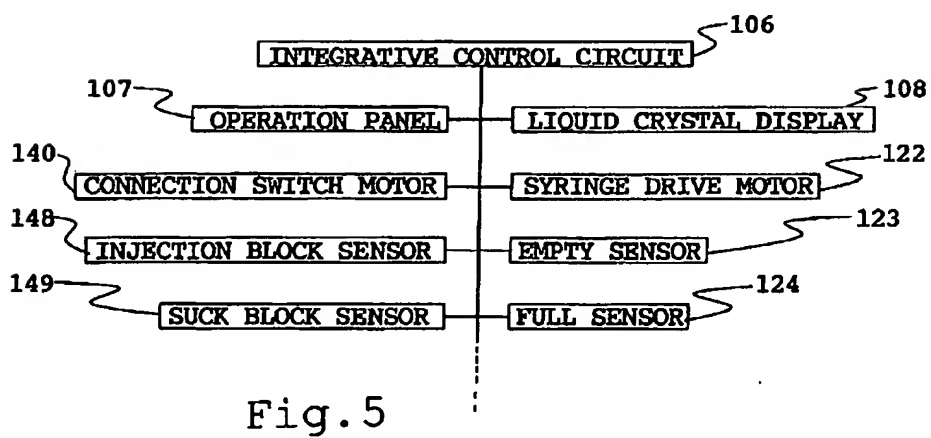 106
INTEGRATIVE CONTROL CIRCUIT
107
108
OPERATION PANEL
LIQUID CRYSTAL DISPLAY
140
122
CONNECTION SWITCH MOTOR
SYRINGE DRIVE MOTOR
148
123
INJECTION BLOCK SENSOR
EMPTY SENSOR
149
124
SUCK BLOCK SENSOR
FULL SENSOR
Fig.5